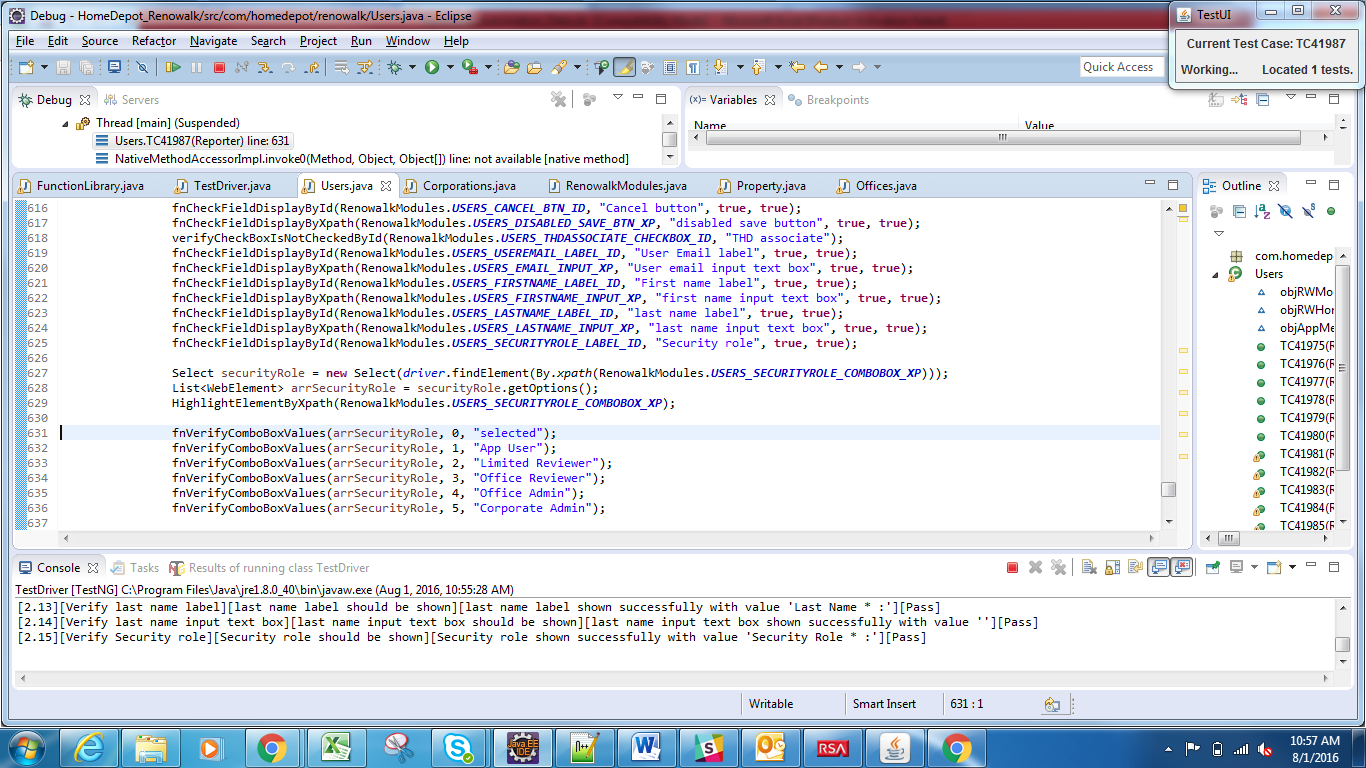 Debug - HomeDepot_Renowalk/src/com/homedepot/renowalk/Users.java - Eclipse
TestUI
Current Test Case: TC41987
Working... Located 1 tests.
File Edit Source Refactor Navigate Search Project Run Window Help
Quick Access
Debug Servers
(x)= Variables Breakpoints
Thread [main] (Suspended)
Users.TC41987(Reporter) line: 631
NativeMethodAccessorImpl.invoke0(Method, Object, Object[]) line: not available [native method]
Name Value
FunctionLibrary.java TestDriver.java Users.java Corporations.java RenowalkModules.java Property.java Offices.java
Outline
616 fnCheckFieldDisplayById(RenowalkModules.USERS_CANCEL_BTN_ID, "Cancel button", true, true);
617 fnCheckFieldDisplayByXpath(RenowalkModules.USERS_DISABLED_SAVE_BTN_XP, "disabled save button", true, true);
618 verifyCheckBoxIsNotCheckedById(RenowalkModules.USERS_THDASSOCIATE_CHECKBOX_ID, "THD associate");
619 fnCheckFieldDisplayById(RenowalkModules.USERS_USEREMAIL_LABEL_ID, "User Email label", true, true);
620 fnCheckFieldDisplayByXpath(RenowalkModules.USERS_EMAIL_INPUT_XP, "User email input text box", true, true);
621 fnCheckFieldDisplayById(RenowalkModules.USERS_FIRSTNAME_LABEL_ID, "First name label", true, true);
622 fnCheckFieldDisplayByXpath(RenowalkModules.USERS_FIRSTNAME_INPUT_XP, "first name input text box", true, true);
623 fnCheckFieldDisplayById(RenowalkModules.USERS_LASTNAME_LABEL_ID, "last name label", true, true);
624 fnCheckFieldDisplayByXpath(RenowalkModules.USERS_LASTNAME_INPUT_XP, "last name input text box", true, true);
625 fnCheckFieldDisplayById(RenowalkModules.USERS_SECURITYROLE_LABEL_ID, "Security role", true, true);
626
627 Select securityRole = new Select(driver.findElement(By.xpath(RenowalkModules.USERS_SECURITYROLE_COMBOBOX_XP)));
628 List<WebElement> arrSecurityRole = securityRole.getOptions();
629 HighlightElementByXpath(RenowalkModules.USERS_SECURITYROLE_COMBOBOX_XP);
630
631 fnVerifyComboBoxValues(arrSecurityRole, 0, "selected");
632 fnVerifyComboBoxValues(arrSecurityRole, 1, "App User");
633 fnVerifyComboBoxValues(arrSecurityRole, 2, "Limited Reviewer");
634 fnVerifyComboBoxValues(arrSecurityRole, 3, "Office Reviewer");
635 fnVerifyComboBoxValues(arrSecurityRole, 4, "Office Admin");
636 fnVerifyComboBoxValues(arrSecurityRole, 5, "Corporate Admin");
637
com.homedep
Users
objRWMo
objRWHor
objAppMe
TC41975(R
TC41976(R
TC41977(R
TC41978(R
TC41979(R
TC41980(R
TC41981(R
TC41982(R
TC41983(R
TC41984(R
TC41985(R
Console Tasks Results of running class TestDriver
TestDriver [TestNG] C:\Program Files\Java\jre1.8.0_40\bin\javaw.exe (Aug 1, 2016, 10:55:28 AM)
[2.13][Verify last name label][last name label should be shown][last name label shown successfully with value 'Last Name * :'][Pass]
[2.14][Verify last name input text box][last name input text box should be shown][last name input text box shown successfully with value ''][Pass]
[2.15][Verify Security role][Security role should be shown][Security role shown successfully with value 'Security Role * :'][Pass]
Writable Smart Insert 631 : 1
Java EE
IDE
RSA
10:57 AM
8/1/2016